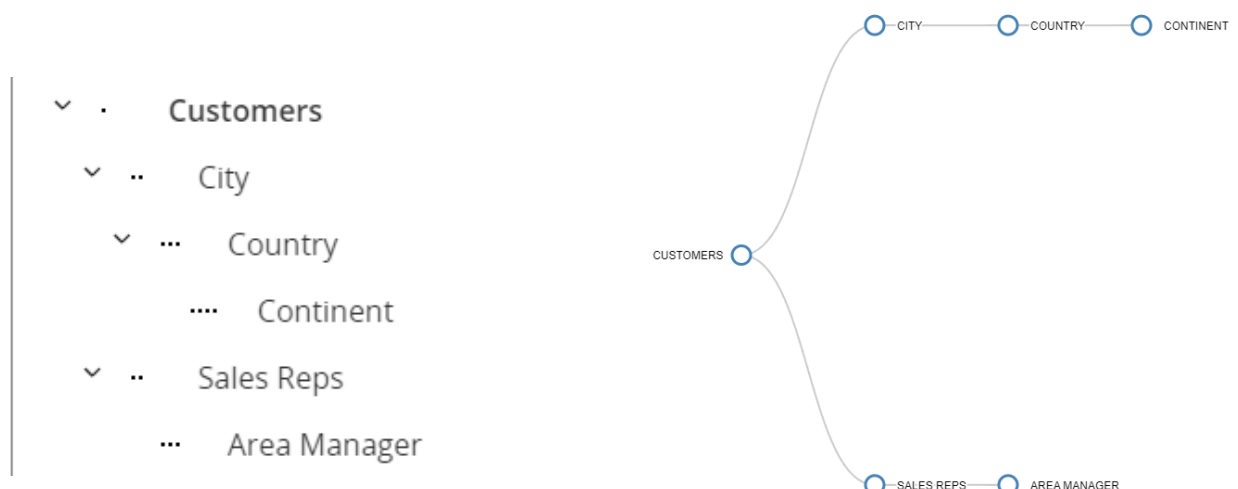 Customers
City
Country
Continent
Sales Reps
Area Manager
CITY COUNTRY CONTINENT
CUSTOMERS
SALES REPS AREA MANAGER